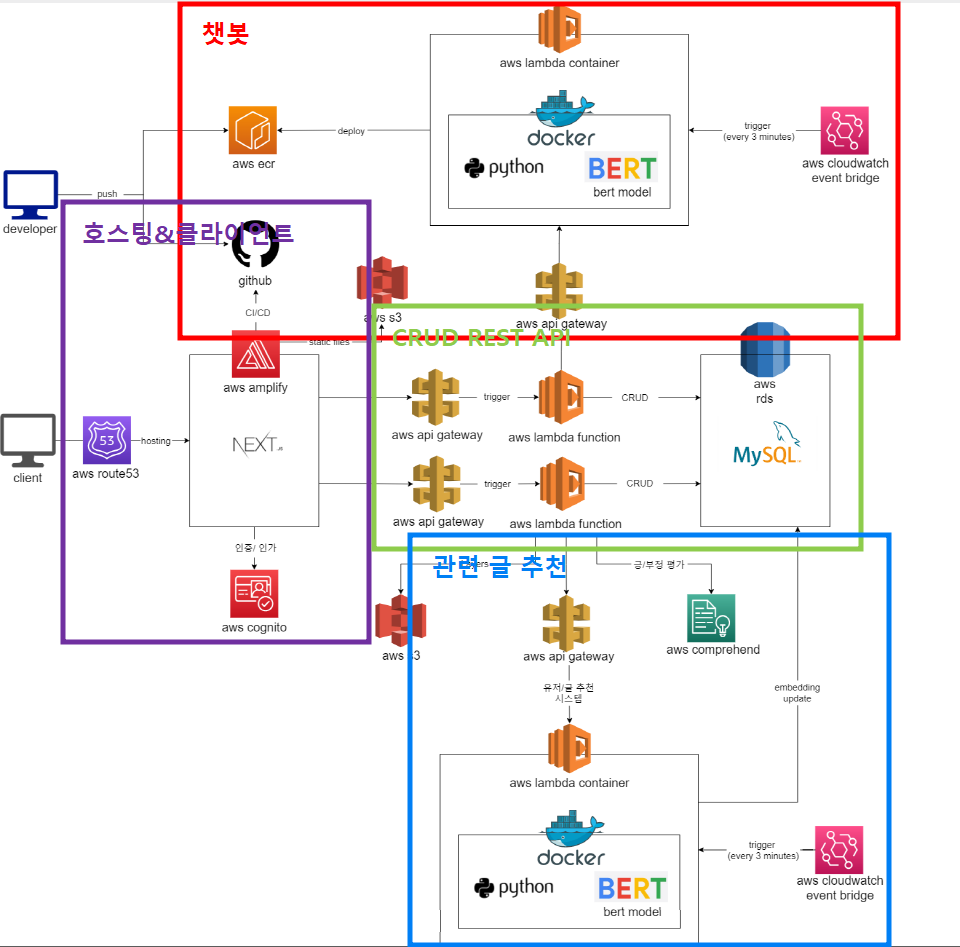 챗봇
aws lambda container
docker
python
BERT
bert model
aws ecr
deploy
trigger
(every 3 minutes)
aws cloudwatch
event bridge
push
developer
호스팅&클라이언트
github
CI/CD
aws s3
aws api gateway
static files
CRUD REST API
aws amplify
aws
rds
MySQL
aws api gateway
trigger
aws lambda function
CRUD
client
53
aws route53
hosting
NEXT.JS
aws api gateway
trigger
aws lambda function
CRUD
인증/ 인가
aws cognito
관련 글 추천
긍/부정 평가
aws s3
aws api gateway
aws comprehend
유저/글 추천
시스템
embedding
update
aws lambda container
docker
python
BERT
bert model
trigger
(every 3 minutes)
aws cloudwatch
event bridge